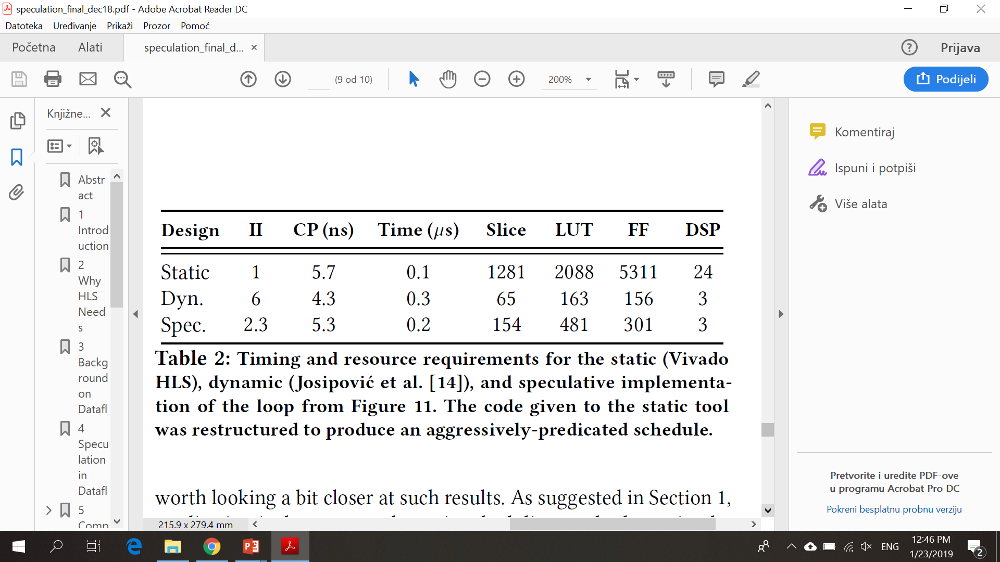 speculation_final_dec18.pdf - Adobe Acrobat Reader DC
Datoteka Uređivanje Prikaži Prozor Pomoć
Početna Alati speculation_final_d... Prijava
(9 od 10) 200% Podijeli
Knjižne...
Abstr
act
1
Introd
uction
2
Why
HLS
Need
s
3
Backg
round
on
Datafl
4
Specu
lation
in
Datafl
5
Comp
Design II CP (ns) Time (μs) Slice LUT FF DSP
Static 1 5.7 0.1 1281 2088 5311 24
Dyn. 6 4.3 0.3 65 163 156 3
Spec. 2.3 5.3 0.2 154 481 301 3
Table 2: Timing and resource requirements for the static (Vivado
HLS), dynamic (Josipović et al. [14]), and speculative implementa-
tion of the loop from Figure 11. The code given to the static tool
was restructured to produce an aggressively-predicated schedule.
worth looking a bit closer at such results. As suggested in Section 1,
215.9 x 279.4 mm
Komentiraj
Ispuni i potpiši
Više alata
Pretvorite i uredite PDF-ove
u programu Acrobat Pro DC
Pokreni besplatnu probnu verziju
ENG
12:46 PM
1/23/2019
2